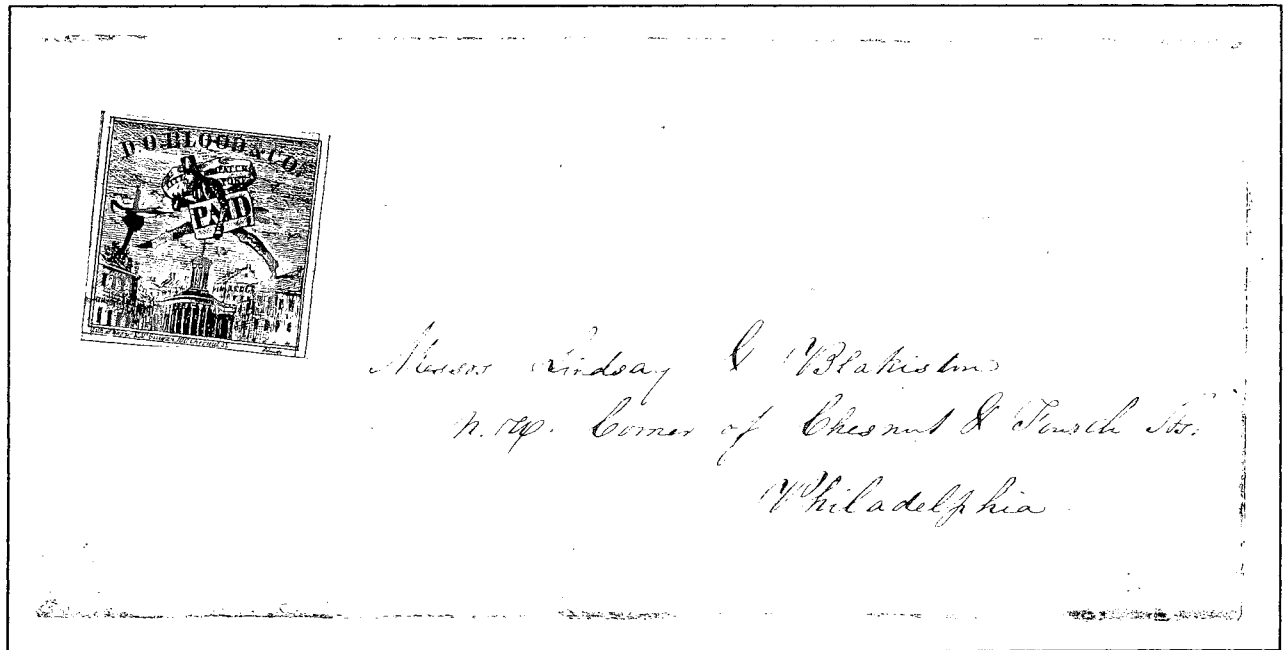 D.O. BLOOD & CO.
PAID
Messrs Lindsay & Blakiston
N.W. Corner of Chesnut & Fourth Sts.
Philadelphia